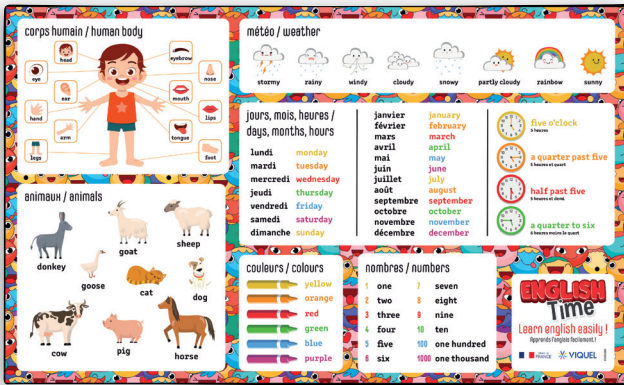 corps humain / human body
head
eyebrow
eye
nose
ear
mouth
hand
lips
arm
tongue
legs
foot
météo / weather
stormy
rainy
windy
cloudy
snowy
partly cloudy
rainbow
sunny
jours, mois, heures /
days, months, hours
lundi monday
mardi tuesday
mercredi wednesday
jeudi thursday
vendredi friday
samedi saturday
dimanche sunday
janvier january
février february
mars march
avril april
mai may
juin june
juillet july
août august
septembre september
octobre october
novembre november
décembre december
five o'clock
5 heures
a quarter past five
5 heures et quart
half past five
5 heures et demi
a quarter to six
6 heures moins le quart
animaux / animals
donkey
goat
sheep
goose
cat
dog
cow
pig
horse
couleurs / colours
yellow
orange
red
green
blue
purple
nombres / numbers
1 one
2 two
3 three
4 four
5 five
6 six
7 seven
8 eight
9 nine
10 ten
100 one hundred
1000 one thousand
ENGLISH
Time
Learn english easily !
Apprends l'anglais facilement !
FRANCE
VIQUEL